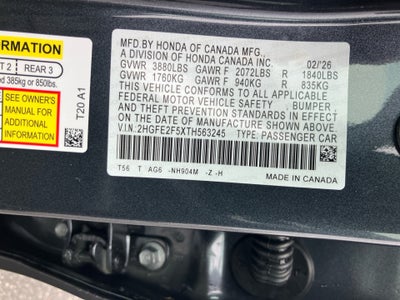 T 2 | REAR 3
ed 385kg or 850lbs.
SEE OWNER'S
MANUAL FOR
ADDITIONAL
INFORMATION
T20 A1
MFD.BY HONDA OF CANADA MFG.,
A DIVISION OF HONDA CANADA INC. 02/'26
GVWR 3880LBS GAWR F 2072LBS R 1840LBS
GVWR 1760KG GAWR F 940KG R 835KG
THIS VEHICLE CONFORMS TO ALL APPLICABLE
FEDERAL MOTOR VEHICLE SAFETY , BUMPER ,
AND THEFT PREVENTION STANDARDS IN EFFECT
ON THE DATE OF MANUFACTURE SHOWN ABOVE.
V.I.N: 2HGFE2F5XTH563245 TYPE: PASSENGER CAR
T56 T AG6 -NH904M -Z -H
MADE IN CANADA